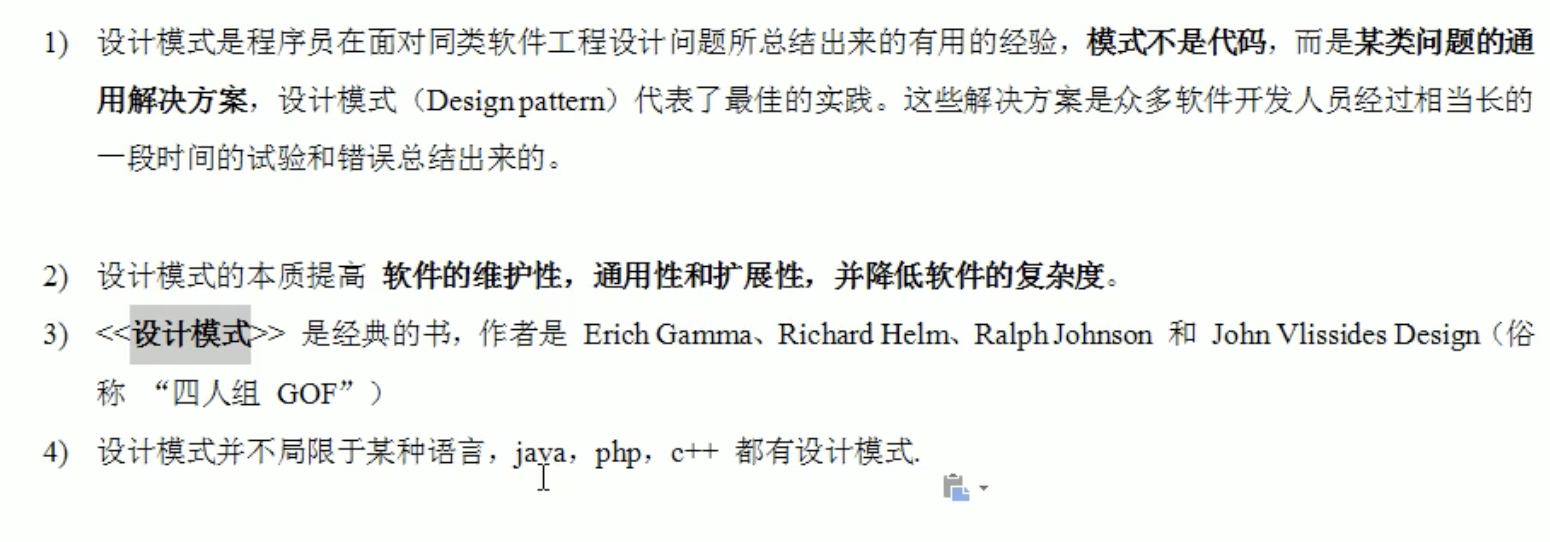 1) 设计模式是程序员在面对同类软件工程设计问题所总结出来的有用的经验，模式不是代码，而是某类问题的通
用解决方案，设计模式（Design pattern）代表了最佳的实践。这些解决方案是众多软件开发人员经过相当长的
一段时间的试验和错误总结出来的。
2) 设计模式的本质提高 软件的维护性，通用性和扩展性，并降低软件的复杂度。
3) <<设计模式>> 是经典的书，作者是 Erich Gamma、Richard Helm、Ralph Johnson 和 John Vlissides Design（俗
称 “四人组 GOF”）
4) 设计模式并不局限于某种语言，java，php，c++ 都有设计模式.